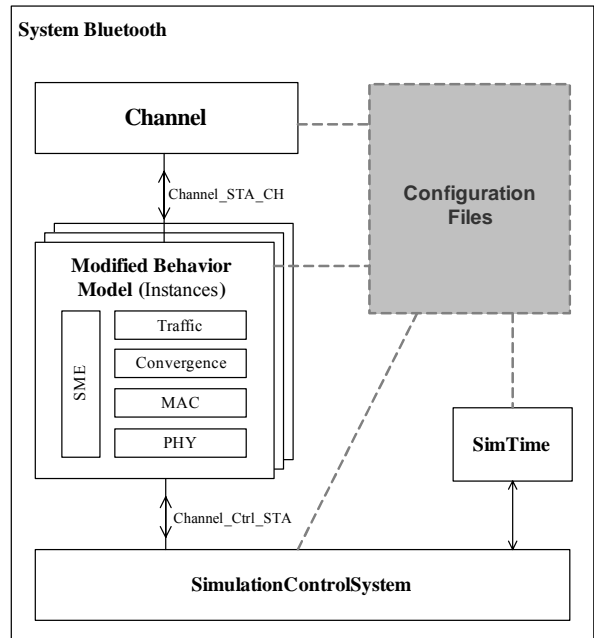 System Bluetooth
Channel
Configuration
Files
Channel_STA_CH
Modified Behavior
Model (Instances)
SME
Traffic
Convergence
MAC
PHY
SimTime
Channel_Ctrl_STA
SimulationControlSystem